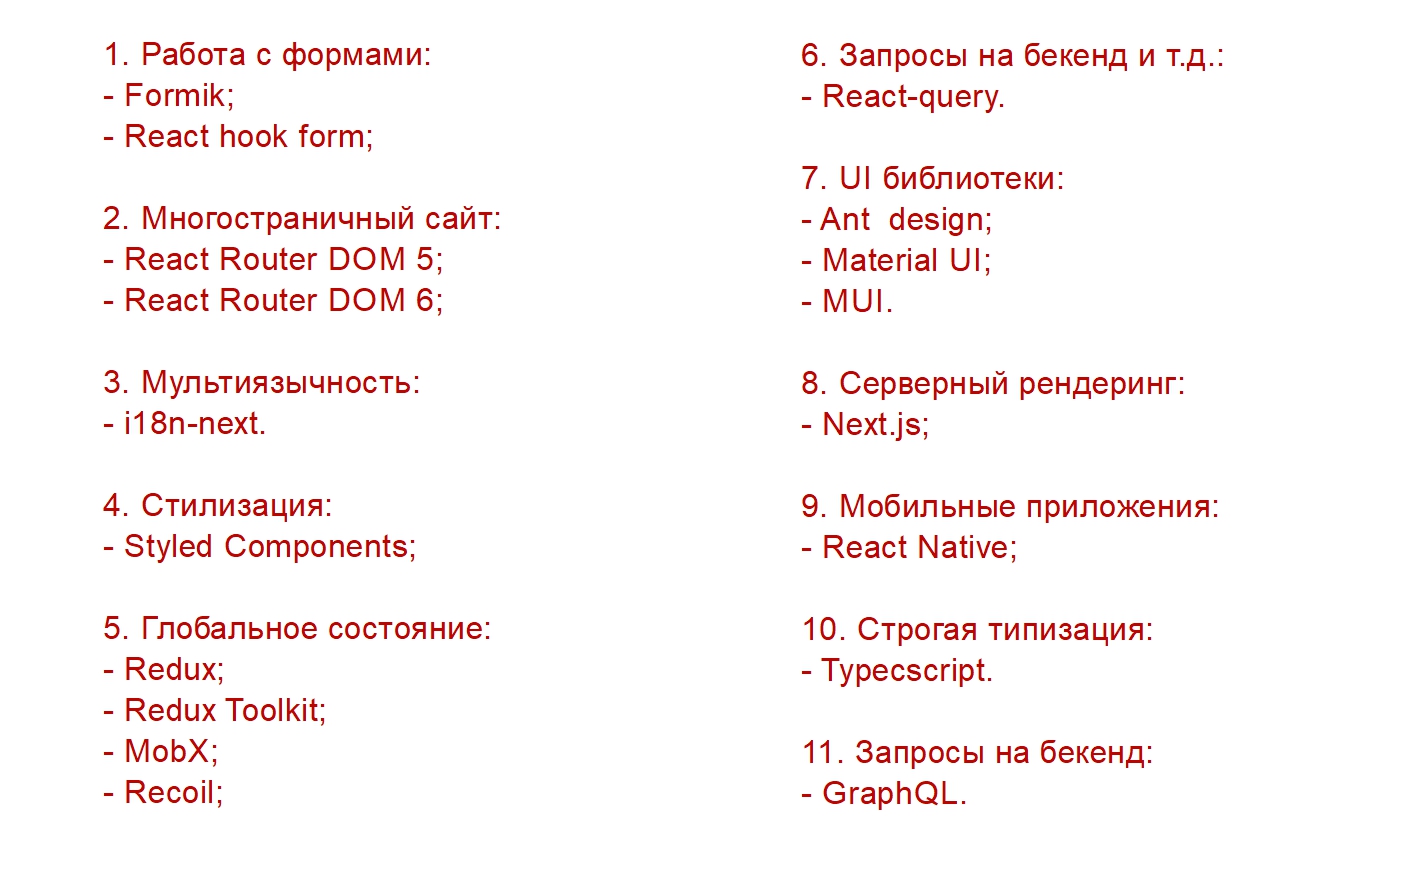 1. Работа с формами:
- Formik;
- React hook form;
2. Многостраничный сайт:
- React Router DOM 5;
- React Router DOM 6;
3. Мультиязычность:
- i18n-next.
4. Стилизация:
- Styled Components;
5. Глобальное состояние:
- Redux;
- Redux Toolkit;
- MobX;
- Recoil;
6. Запросы на бекенд и т.д.:
- React-query.
7. UI библиотеки:
- Ant  design;
- Material UI;
- MUI.
8. Серверный рендеринг:
- Next.js;
9. Мобильные приложения:
- React Native;
10. Строгая типизация:
- Typecscript.
11. Запросы на бекенд:
- GraphQL.